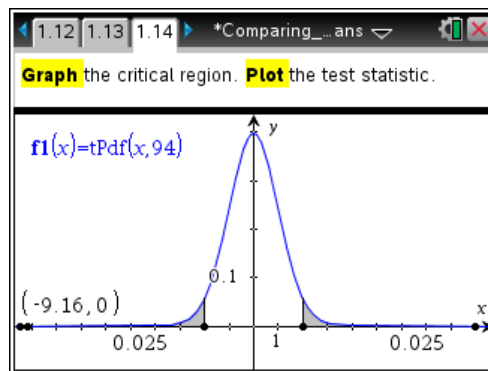 1.12 1.13 1.14 *Comparing_...ans
Graph the critical region. Plot the test statistic.
y
f1(x)=tPdf(x,94)
0.1
(-9.16,0)
x
0.025 1 0.025